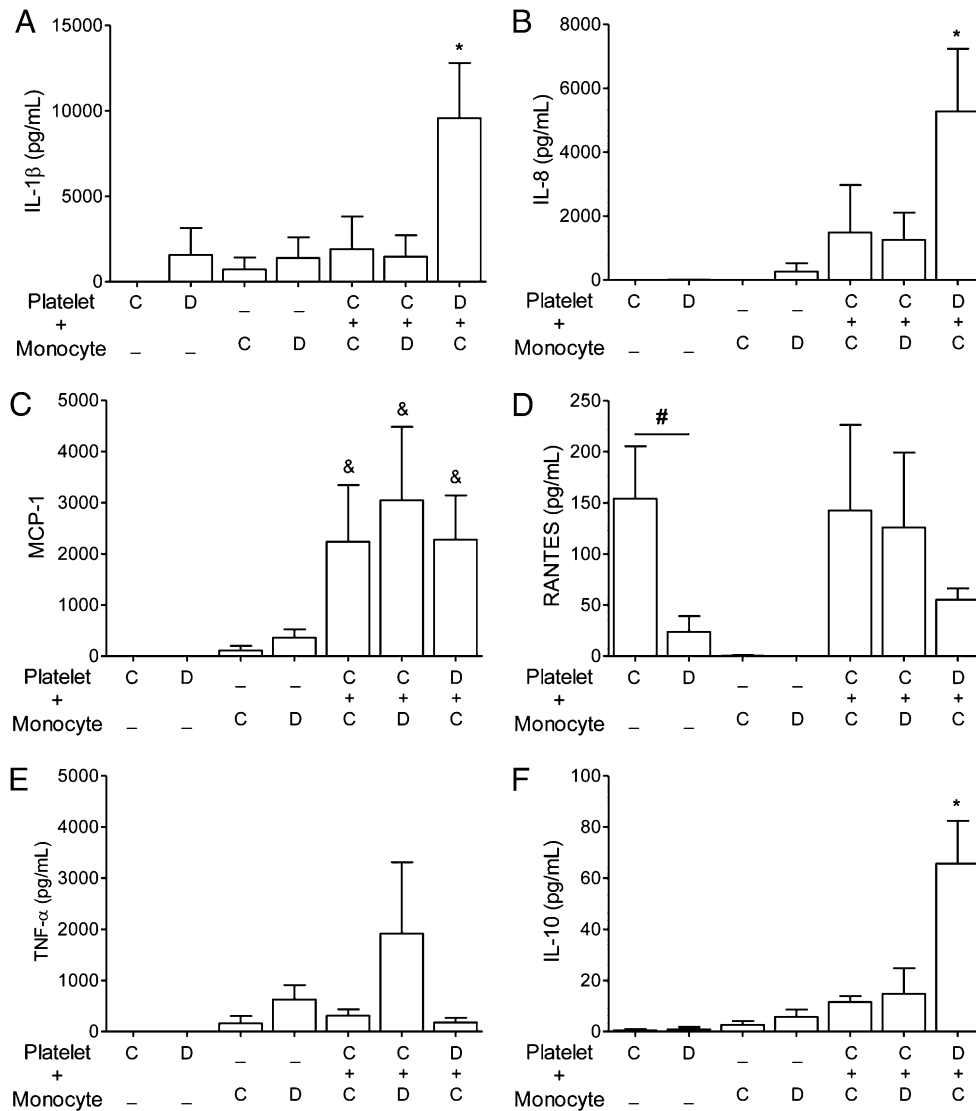 A
IL-1β (pg/mL)
15000
10000
5000
0
*
Platelet C D – – C C D
+ + + +
Monocyte – – C D C D C
B
IL-8 (pg/mL)
8000
6000
4000
2000
0
*
Platelet C D – – C C D
+ + + +
Monocyte – – C D C D C
C
MCP-1
5000
4000
3000
2000
1000
0
& & &
Platelet C D – – C C D
+ + + +
Monocyte – – C D C D C
D
RANTES (pg/mL)
250
200
150
100
50
0
#
Platelet C D – – C C D
+ + + +
Monocyte – – C D C D C
E
TNF-α (pg/mL)
5000
4000
3000
2000
1000
0
Platelet C D – – C C D
+ + + +
Monocyte – – C D C D C
F
IL-10 (pg/mL)
100
80
60
40
20
0
*
Platelet C D – – C C D
+ + + +
Monocyte – – C D C D C